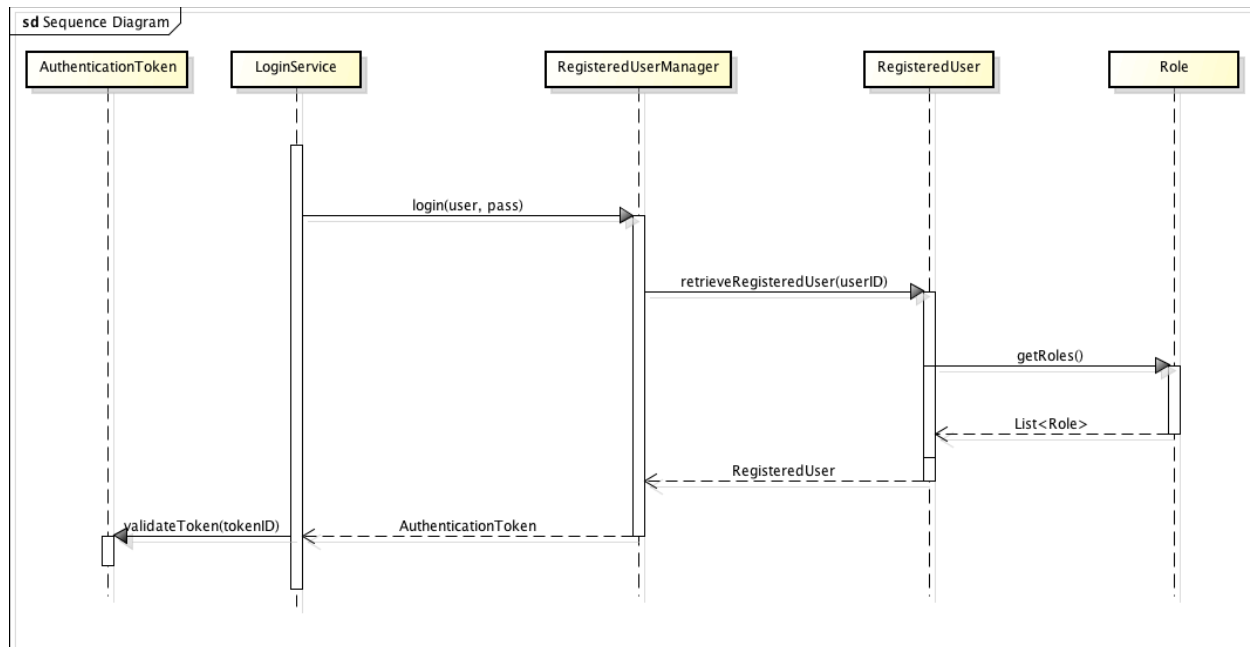 sd Sequence Diagram
AuthenticationToken
LoginService
RegisteredUserManager
RegisteredUser
Role
login(user, pass)
retrieveRegisteredUser(userID)
getRoles()
List<Role>
RegisteredUser
validateToken(tokenID)
AuthenticationToken